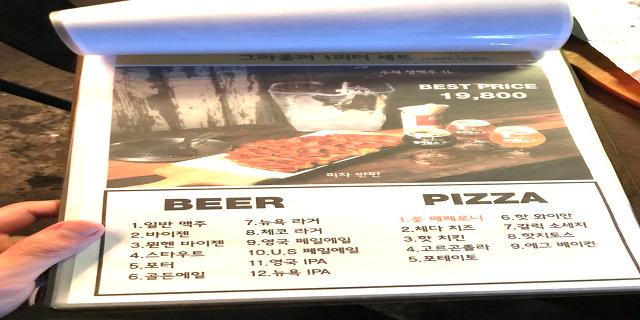 그라울러 1리터 세트
수제 생맥주 1L
BEST PRICE
19,800
피자 반판
BEER
1.일반 맥주
2.바이젠
3.뮌헨 바이젠
4.스타우트
5.포터
6.골든에일
7.뉴욕 라거
8.체코 라거
9.영국 페일에일
10.U.S 페일에일
11.영국 IPA
12.뉴욕 IPA
PIZZA
1.꽃 페페로니
2.체다 치즈
3.핫 치킨
4.고르곤졸라
5.포테이토
6.핫 와이안
7.갈릭 소세지
8.핫치토스
9.에그 베이컨